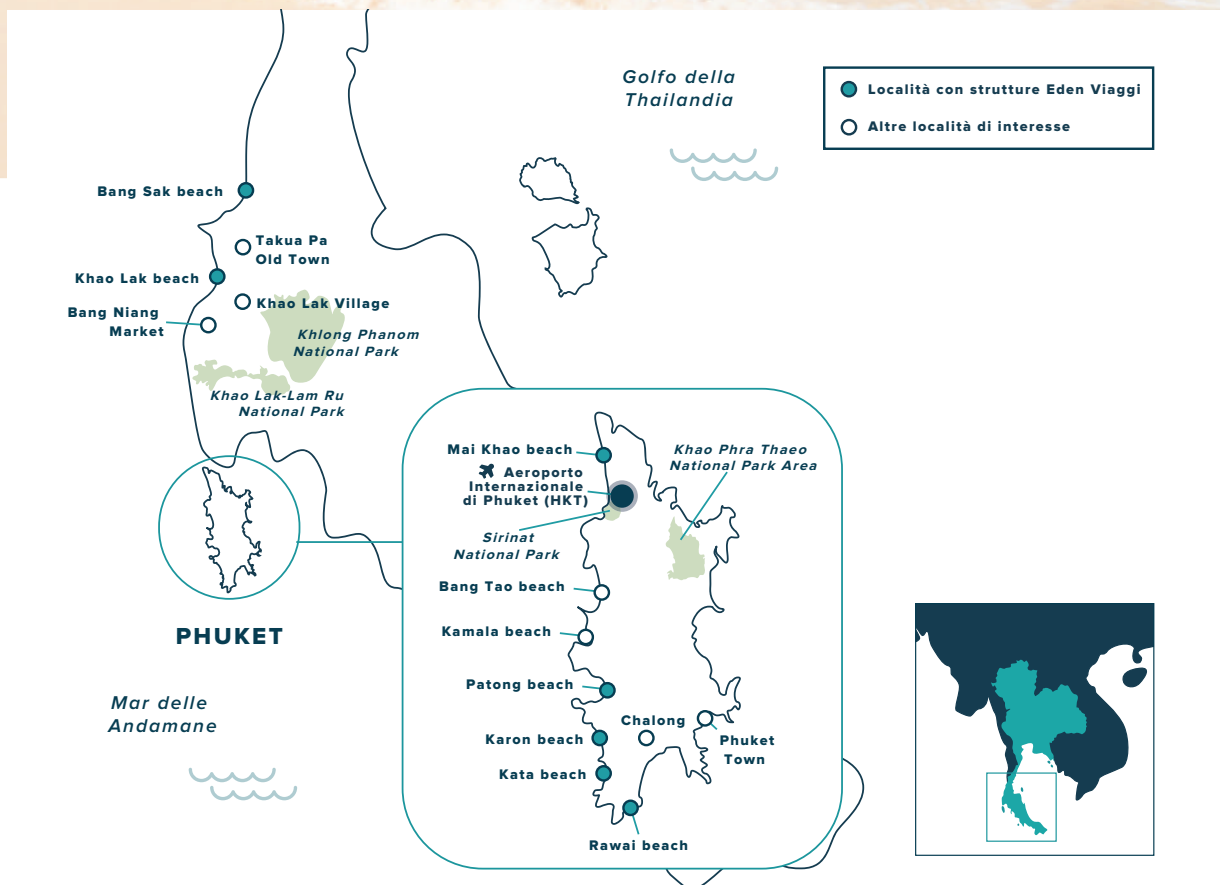 Golfo della
Thailandia
Località con strutture Eden Viaggi
Altre località di interesse
Bang Sak beach
Takua Pa
Old Town
Khao Lak beach
Khao Lak Village
Bang Niang
Market
Khlong Phanom
National Park
Khao Lak-Lam Ru
National Park
Mai Khao beach
Khao Phra Thaeo
National Park Area
Aeroporto
Internazionale
di Phuket (HKT)
Sirinat
National Park
Bang Tao beach
Kamala beach
PHUKET
Patong beach
Mar delle
Andamane
Chalong
Karon beach
Phuket
Town
Kata beach
Rawai beach